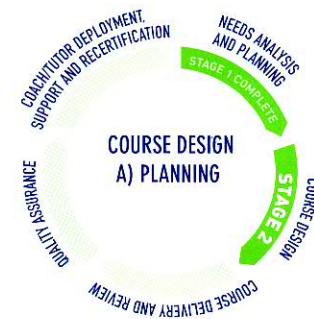 COACH/TUTOR DEPLOYMENT,
SUPPORT AND RECERTIFICATION
NEEDS ANALYSIS
AND PLANNING
STAGE 1 COMPLETE
COURSE DESIGN
A) PLANNING
STAGE 2
COURSE DESIGN
QUALITY ASSURANCE
COURSE DELIVERY AND REVIEW